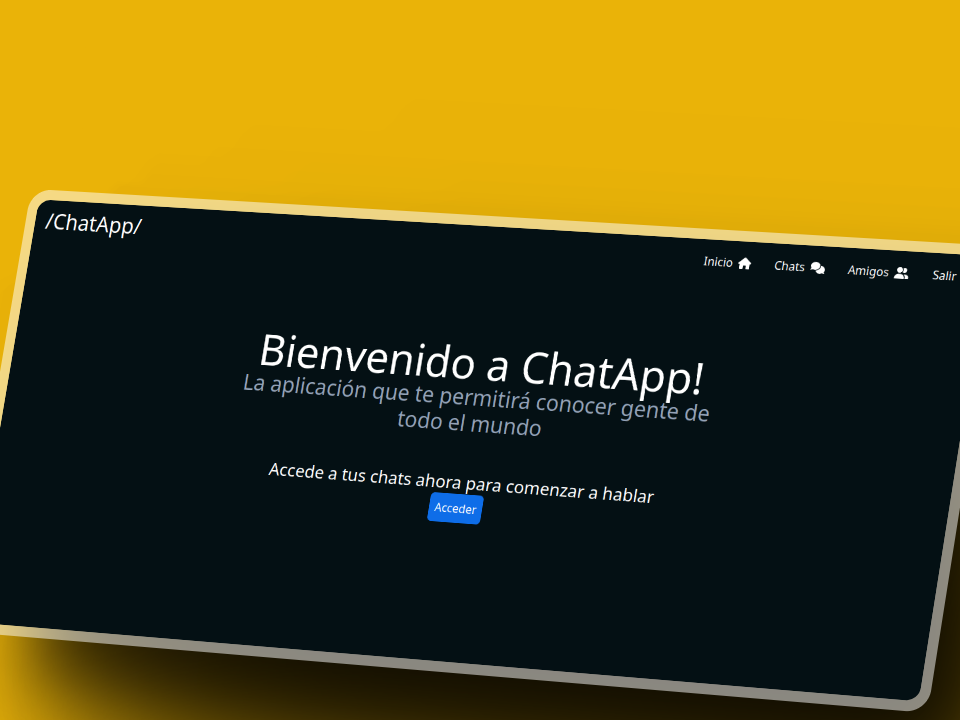 /ChatApp/
Inicio Chats Amigos Salir
Bienvenido a ChatApp!
La aplicación que te permitirá conocer gente de
todo el mundo
Accede a tus chats ahora para comenzar a hablar
Acceder